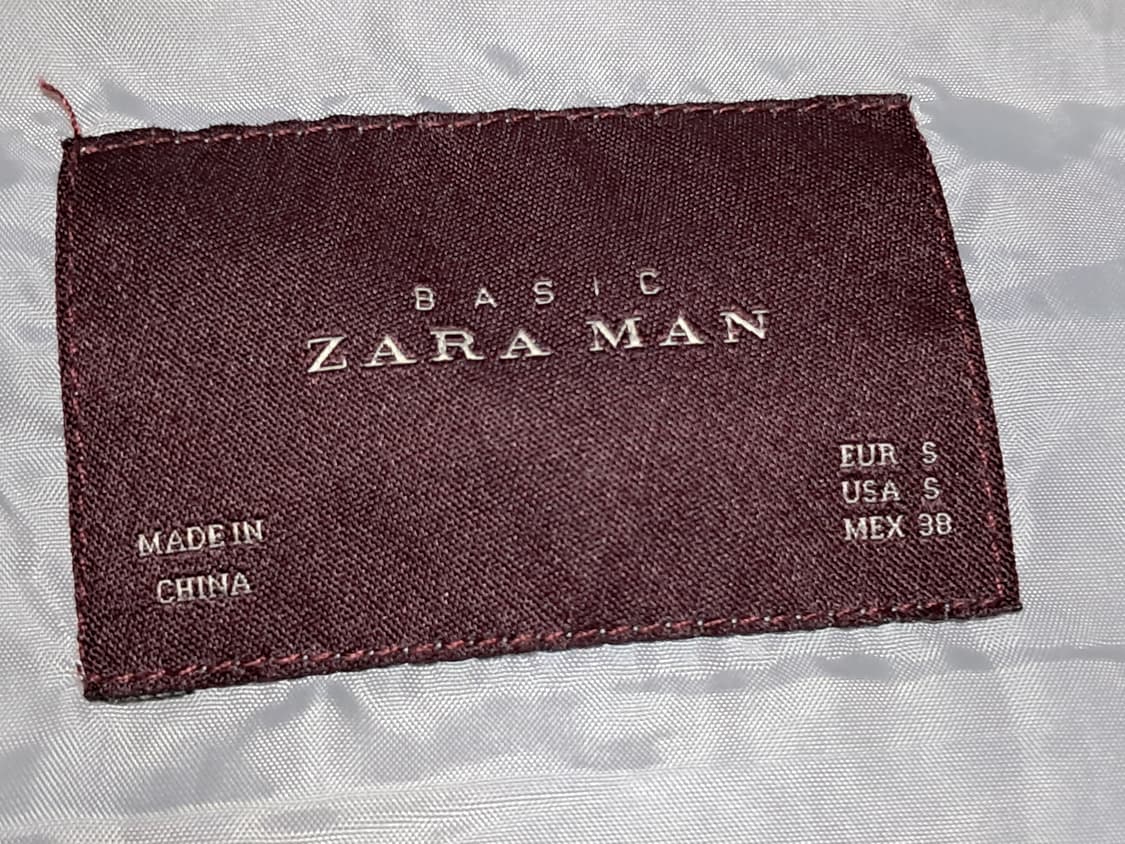 BASIC
ZARA MAN
EUR S
USA S
MEX 38
MADE IN
CHINA